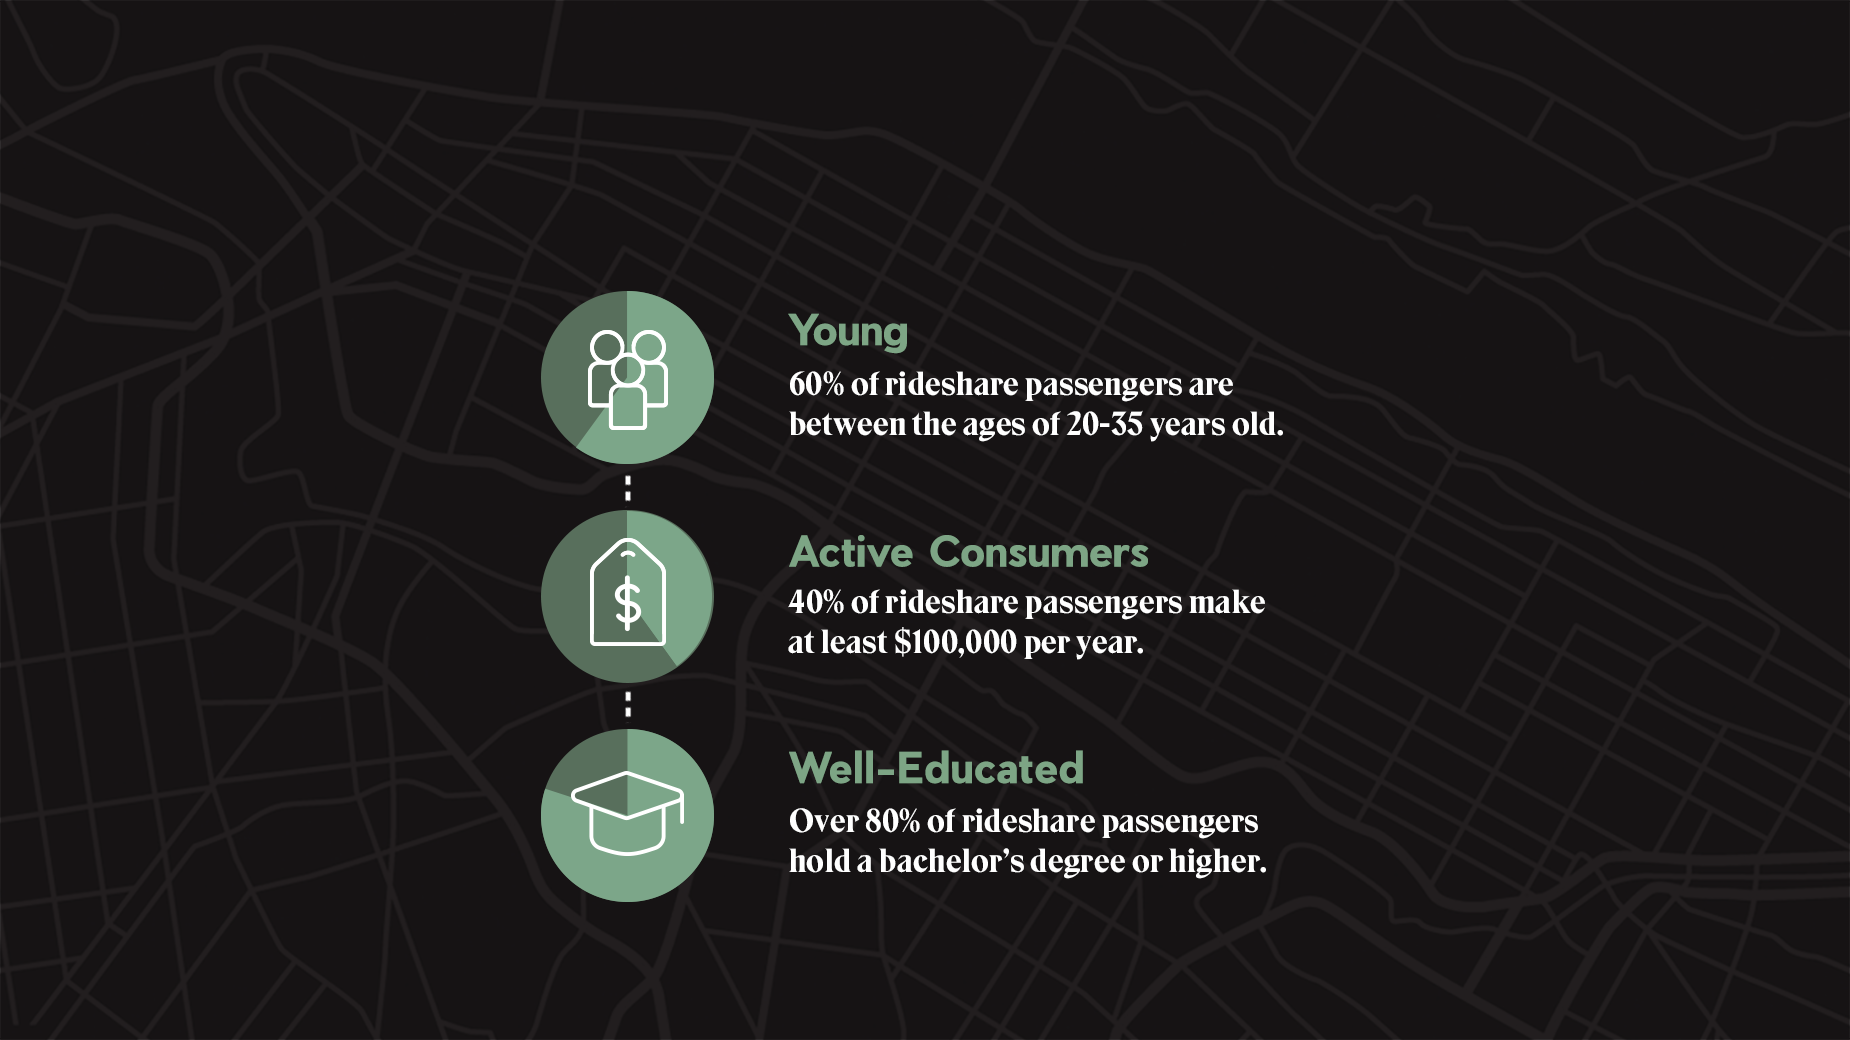 Young
60% of rideshare passengers are
between the ages of 20-35 years old.
$
Active Consumers
40% of rideshare passengers make
at least $100,000 per year.
Well-Educated
Over 80% of rideshare passengers
hold a bachelor’s degree or higher.